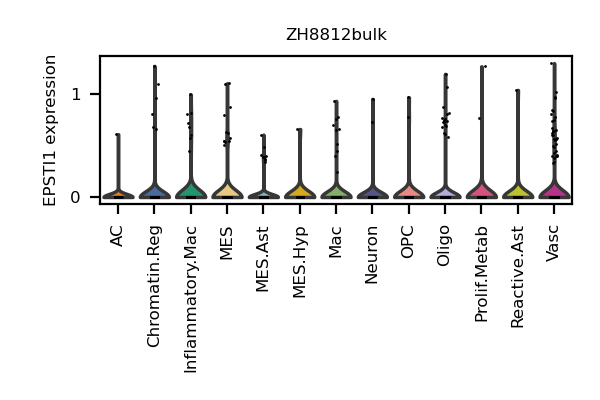 ZH8812bulk
EPSTI1 expression
1
0
AC
Chromatin.Reg
Inflammatory.Mac
MES
MES.Ast
MES.Hyp
Mac
Neuron
OPC
Oligo
Prolif.Metab
Reactive.Ast
Vasc